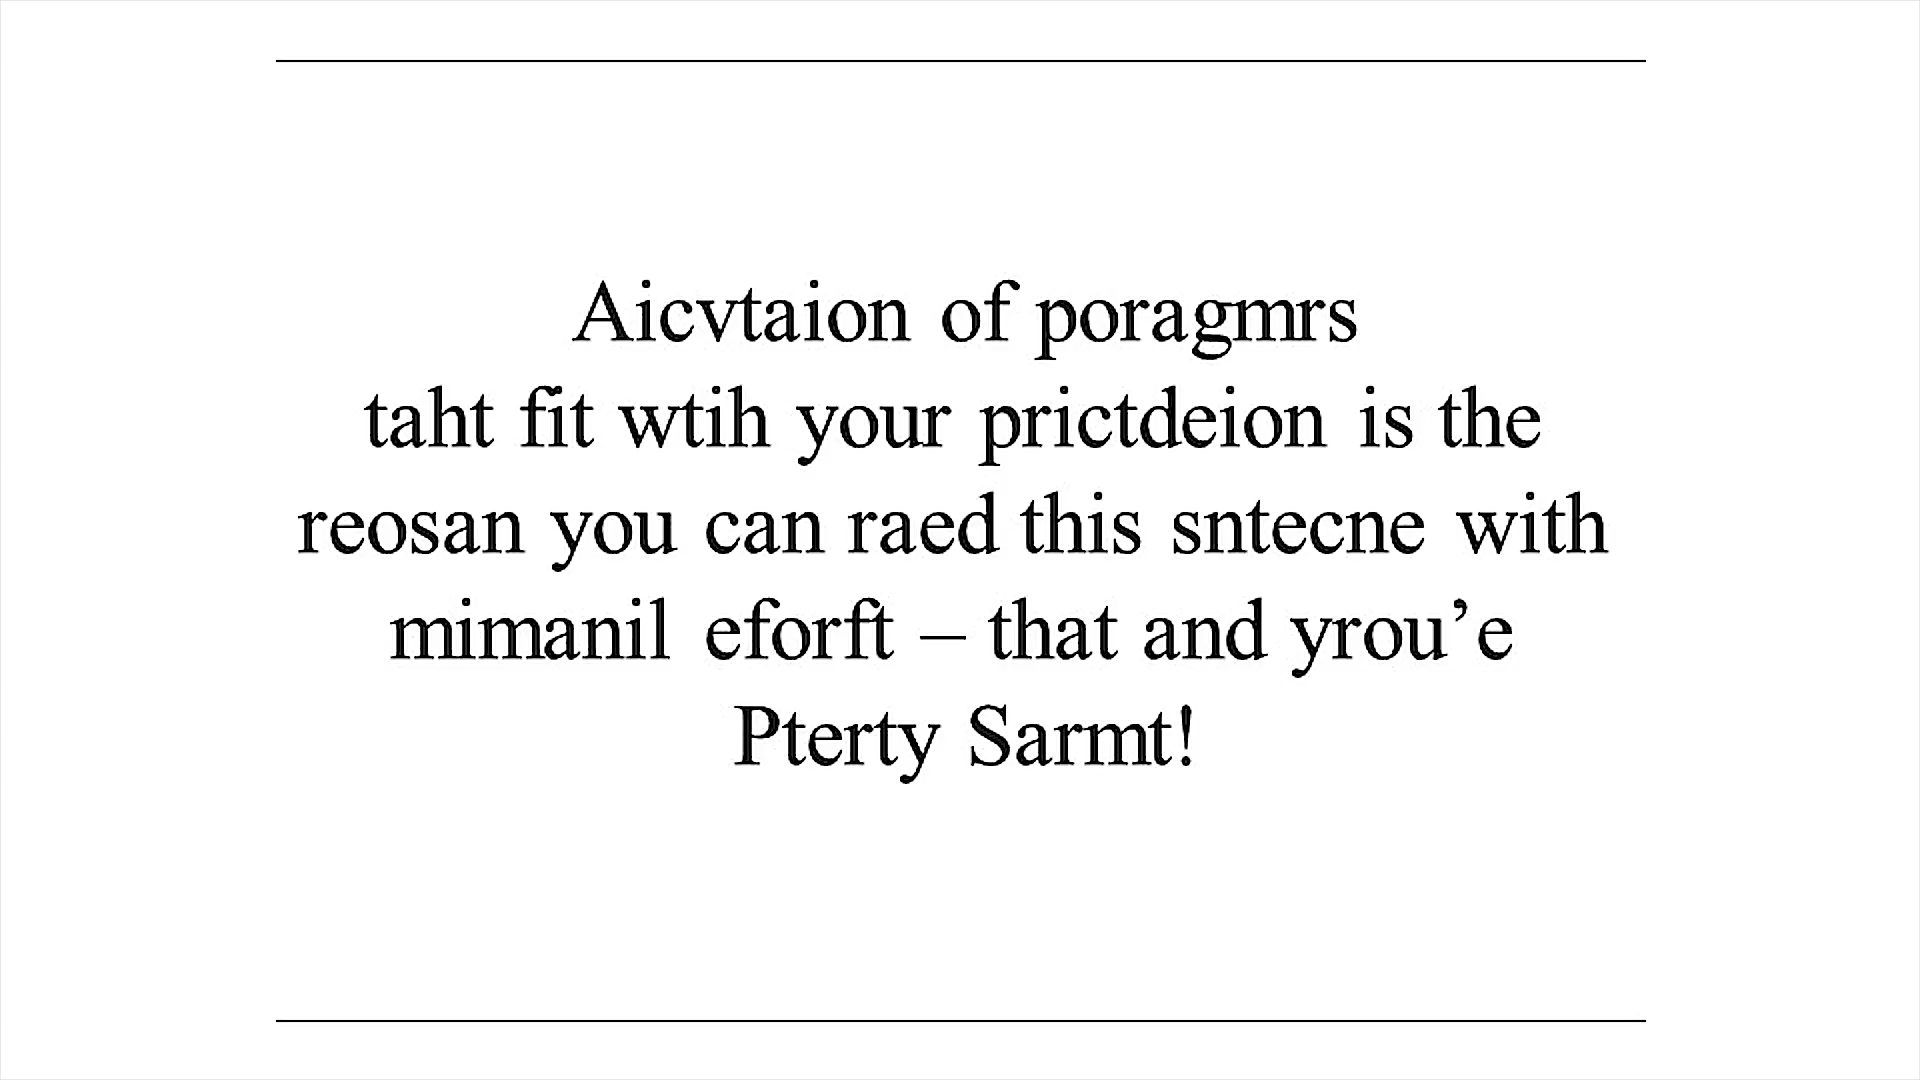 Aicvtaion of poragmrs
taht fit wtih your prictdeion is the
reosan you can raed this sntecne with
mimanil eforft – that and yrou’e
Pterty Sarmt!